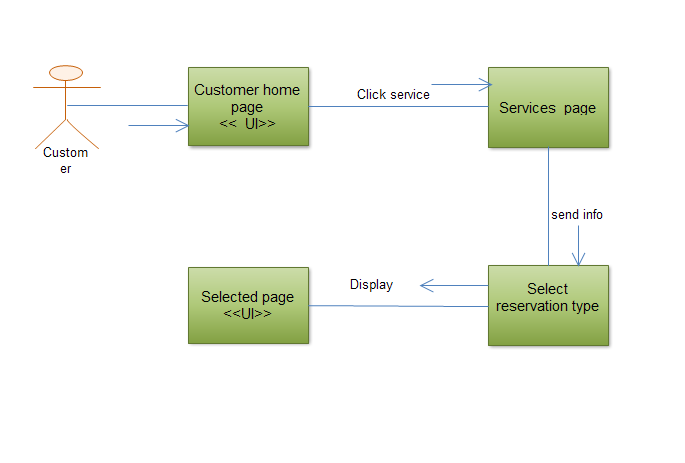 Customer home
page
<< UI>>
Click service
Services page
Custom
er
send info
Selected page
<<UI>>
Display
Select
reservation type